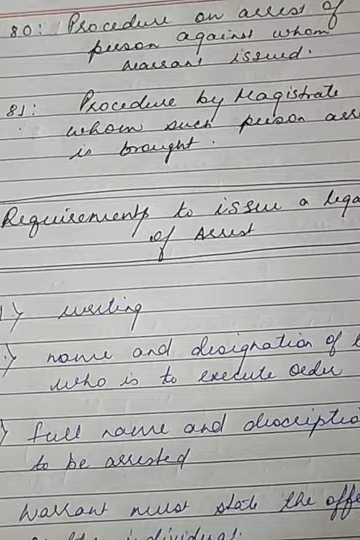 80: Procedure on arrest of
person against whom
warrant issued.
81: Procedure by Magistrate
whom such person arr
is brought.
Requirements to issue a lega
of Arrest
writing
name and designation of
who is to execute order
full name and descriptio
to be arrested
Warrant must state the offe
individual.